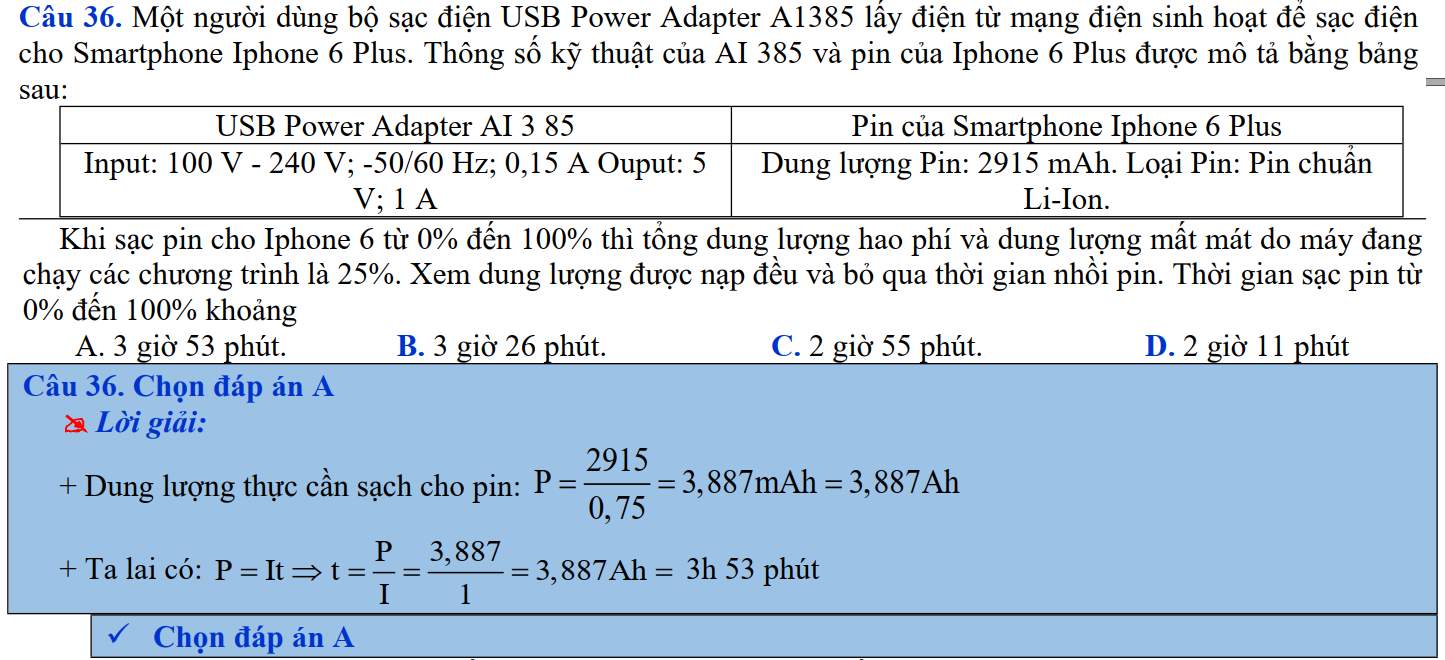 Câu 36. Một người dùng bộ sạc điện USB Power Adapter A1385 lấy điện từ mạng điện sinh hoạt để sạc điện
cho Smartphone Iphone 6 Plus. Thông số kỹ thuật của AI 385 và pin của Iphone 6 Plus được mô tả bằng bảng
sau:
USB Power Adapter AI 3 85
Pin của Smartphone Iphone 6 Plus
Input: 100 V - 240 V; -50/60 Hz; 0,15 A Ouput: 5
V; 1 A
Dung lượng Pin: 2915 mAh. Loại Pin: Pin chuẩn
Li-Ion.
Khi sạc pin cho Iphone 6 từ 0% đến 100% thì tổng dung lượng hao phí và dung lượng mất mát do máy đang
chạy các chương trình là 25%. Xem dung lượng được nạp đều và bỏ qua thời gian nhồi pin. Thời gian sạc pin từ
0% đến 100% khoảng
A. 3 giờ 53 phút. B. 3 giờ 26 phút. C. 2 giờ 55 phút. D. 2 giờ 11 phút
Câu 36. Chọn đáp án A
Lời giải:
+ Dung lượng thực cần sạch cho pin: P = 2915 / 0,75 = 3,887mAh = 3,887Ah
+ Ta lai có: P = It ⇒ t = P / I = 3,887 / 1 = 3,887Ah = 3h 53 phút
✓ Chọn đáp án A